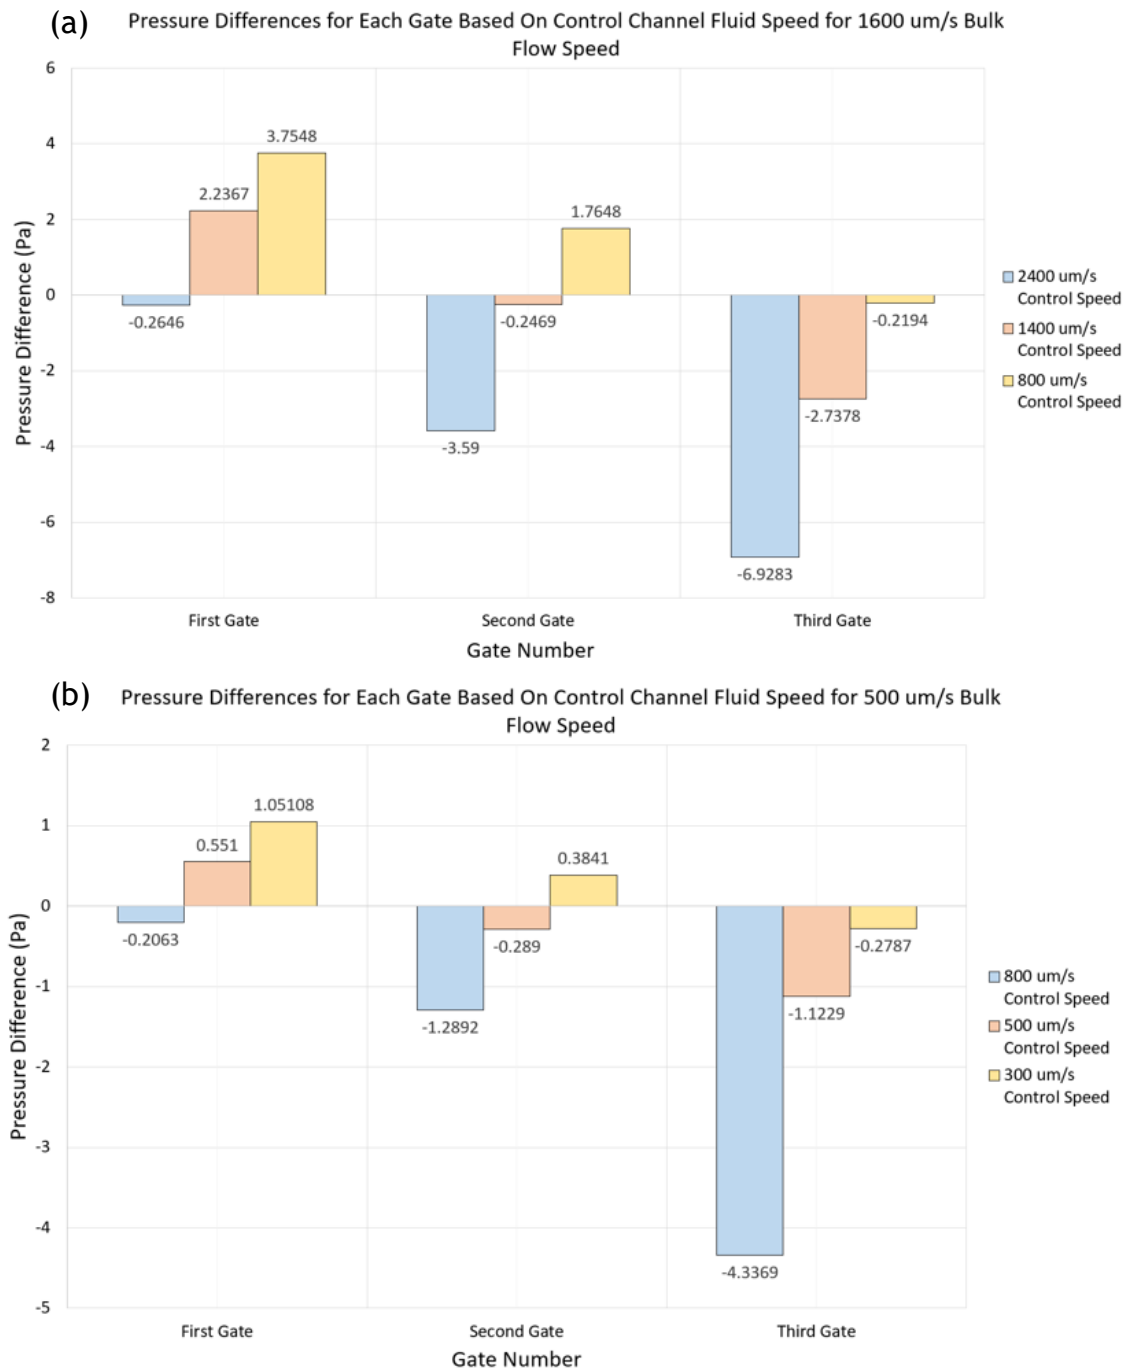 (a)
Pressure Differences for Each Gate Based On Control Channel Fluid Speed for 1600 um/s Bulk
Flow Speed
6
4
2
0
-2
-4
-6
-8
Pressure Difference (Pa)
-0.2646
2.2367
3.7548
-3.59
-0.2469
1.7648
-6.9283
-2.7378
-0.2194
First Gate
Second Gate
Third Gate
Gate Number
2400 um/s
Control Speed
1400 um/s
Control Speed
800 um/s
Control Speed
(b)
Pressure Differences for Each Gate Based On Control Channel Fluid Speed for 500 um/s Bulk
Flow Speed
2
1
0
-1
-2
-3
-4
-5
Pressure Difference (Pa)
-0.2063
0.551
1.05108
-1.2892
-0.289
0.3841
-4.3369
-1.1229
-0.2787
First Gate
Second Gate
Third Gate
Gate Number
800 um/s
Control Speed
500 um/s
Control Speed
300 um/s
Control Speed